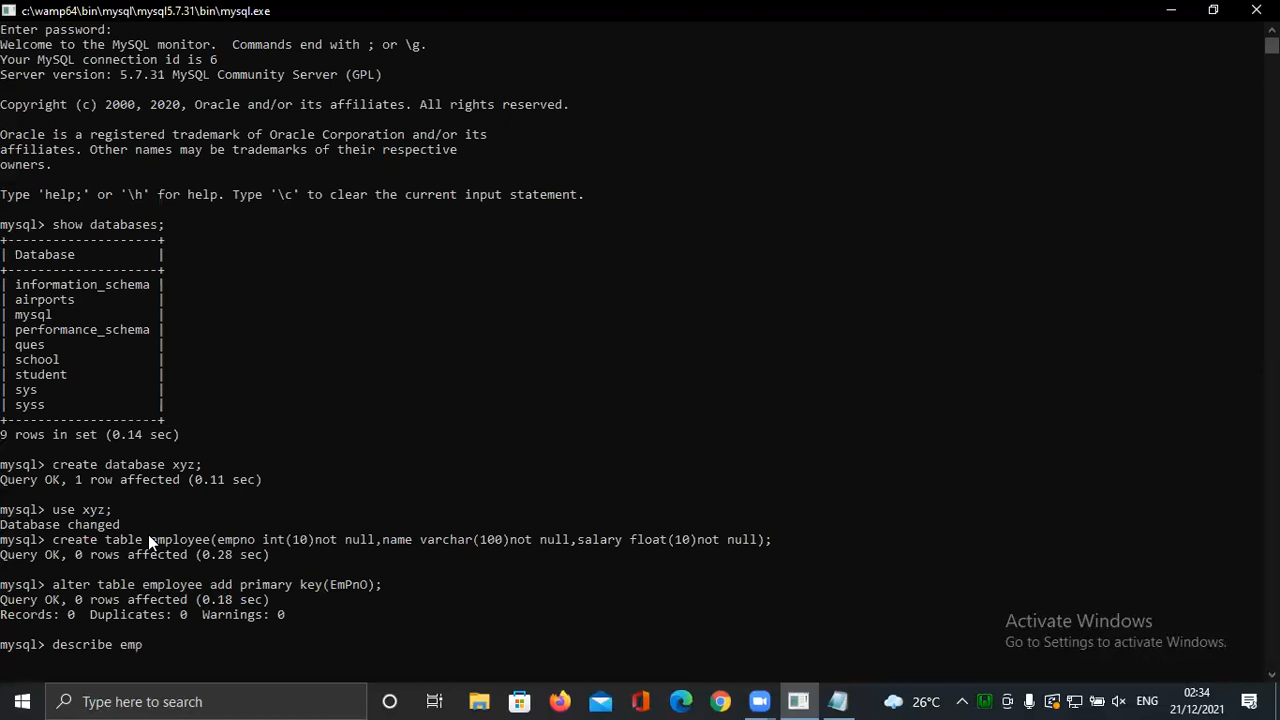 c:\wamp64\bin\mysql\mysql5.7.31\bin\mysql.exe
Enter password:
Welcome to the MySQL monitor.  Commands end with ; or \g.
Your MySQL connection id is 6
Server version: 5.7.31 MySQL Community Server (GPL)

Copyright (c) 2000, 2020, Oracle and/or its affiliates. All rights reserved.

Oracle is a registered trademark of Oracle Corporation and/or its
affiliates. Other names may be trademarks of their respective
owners.

Type 'help;' or '\h' for help. Type '\c' to clear the current input statement.

mysql> show databases;
+--------------------+
| Database           |
+--------------------+
| information_schema |
| airports           |
| mysql              |
| performance_schema |
| ques               |
| school             |
| student            |
| sys                |
| syss               |
+--------------------+
9 rows in set (0.14 sec)

mysql> create database xyz;
Query OK, 1 row affected (0.11 sec)

mysql> use xyz;
Database changed
mysql> create table employee(empno int(10)not null,name varchar(100)not null,salary float(10)not null);
Query OK, 0 rows affected (0.28 sec)

mysql> alter table employee add primary key(EmPnO);
Query OK, 0 rows affected (0.18 sec)
Records: 0  Duplicates: 0  Warnings: 0

mysql> describe emp
Activate Windows
Go to Settings to activate Windows.
Type here to search
26°C
ENG
02:34
21/12/2021